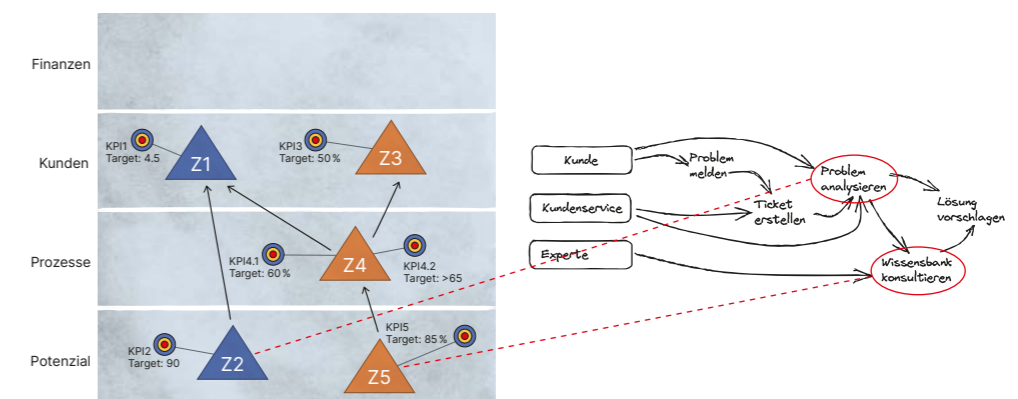 Finanzen
Kunden
KPI1
Target: 4.5
Z1
KPI3
Target: 50 %
Z3
Prozesse
KPI4.1
Target: 60 %
Z4
KPI4.2
Target: >65
Potenzial
KPI2
Target: 90
Z2
KPI5
Target: 85 %
Z5
Kunde
Problem
melden
Problem
analysieren
Kundenservice
Ticket
erstellen
Lösung
vorschlagen
Experte
Wissensbank
konsultieren